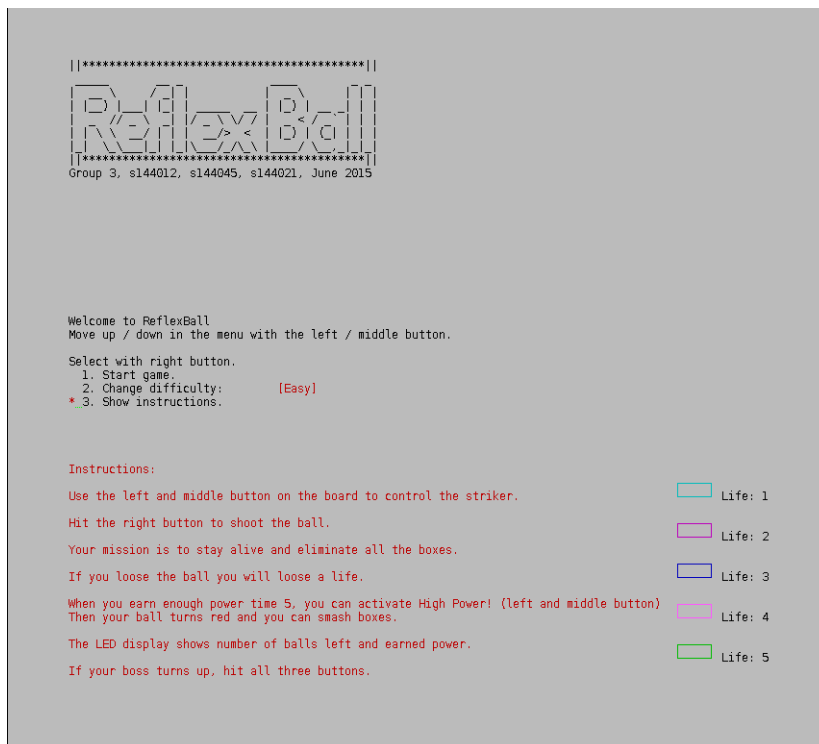 ||******************************************||
Reflex Ball
||******************************************||
Group 3, s144012, s144045, s144021, June 2015
Welcome to ReflexBall
Move up / down in the menu with the left / middle button.
Select with right button.
1. Start game.
2. Change difficulty: [Easy]
* 3. Show instructions.
Instructions:
Use the left and middle button on the board to control the striker.
Hit the right button to shoot the ball.
Your mission is to stay alive and eliminate all the boxes.
If you loose the ball you will loose a life.
When you earn enough power time 5, you can activate High Power! (left and middle button)
Then your ball turns red and you can smash boxes.
The LED display shows number of balls left and earned power.
If your boss turns up, hit all three buttons.
Life: 1
Life: 2
Life: 3
Life: 4
Life: 5